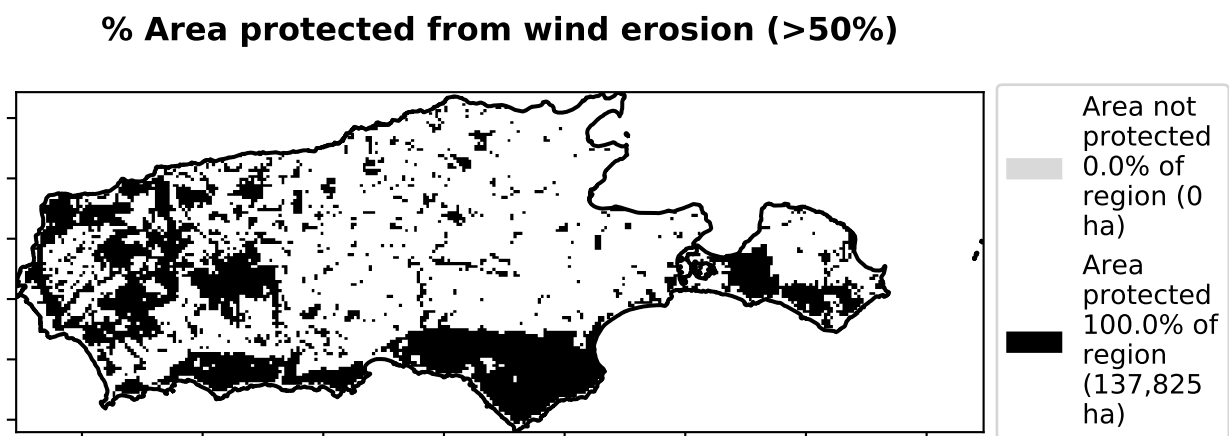 % Area protected from wind erosion (>50%)
Area not
protected
0.0% of
region (0
ha)
Area
protected
100.0% of
region
(137,825
ha)